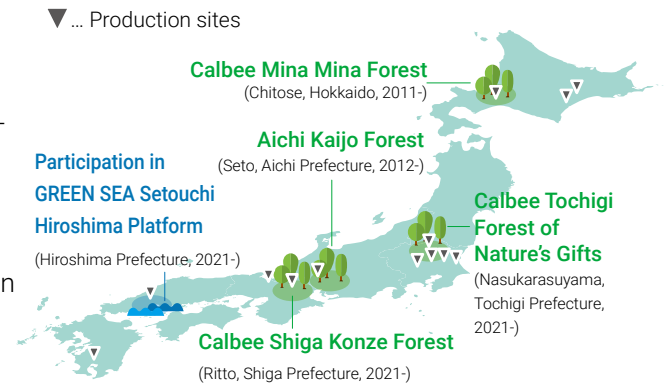 ▼... Production sites
Calbee Mina Mina Forest
(Chitose, Hokkaido, 2011-)
Aichi Kaijo Forest
(Seto, Aichi Prefecture, 2012-)
Participation in
GREEN SEA Setouchi
Hiroshima Platform
(Hiroshima Prefecture, 2021-)
Calbee Tochigi
Forest of
Nature's Gifts
(Nasukarasuyama,
Tochigi Prefecture,
2021-)
Calbee Shiga Konze Forest
(Ritto, Shiga Prefecture, 2021-)